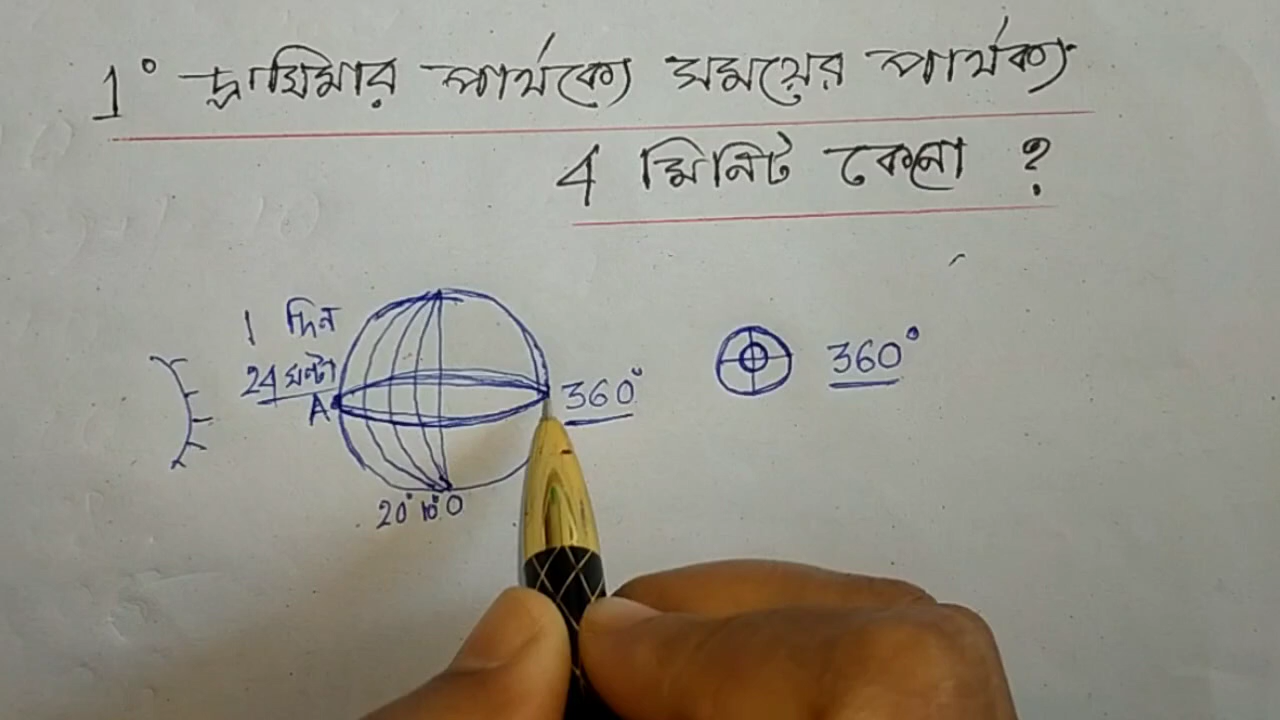 1° দ্রাঘিমার পার্থক্যে সময়ের পার্থক্য
4 মিনিট কেনো ?
1 দিন
24 ঘন্টা
A
360°
360°
20° 10° 0